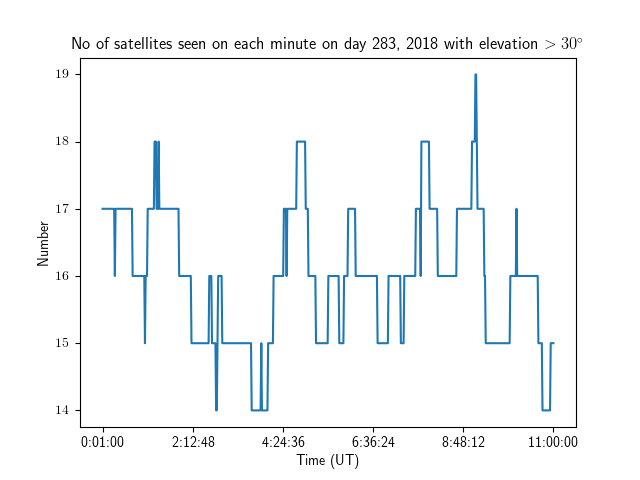 No of satellites seen on each minute on day 283, 2018 with elevation > 30°
19
18
17
16
15
14
Number
0:01:00 2:12:48 4:24:36 6:36:24 8:48:12 11:00:00
Time (UT)